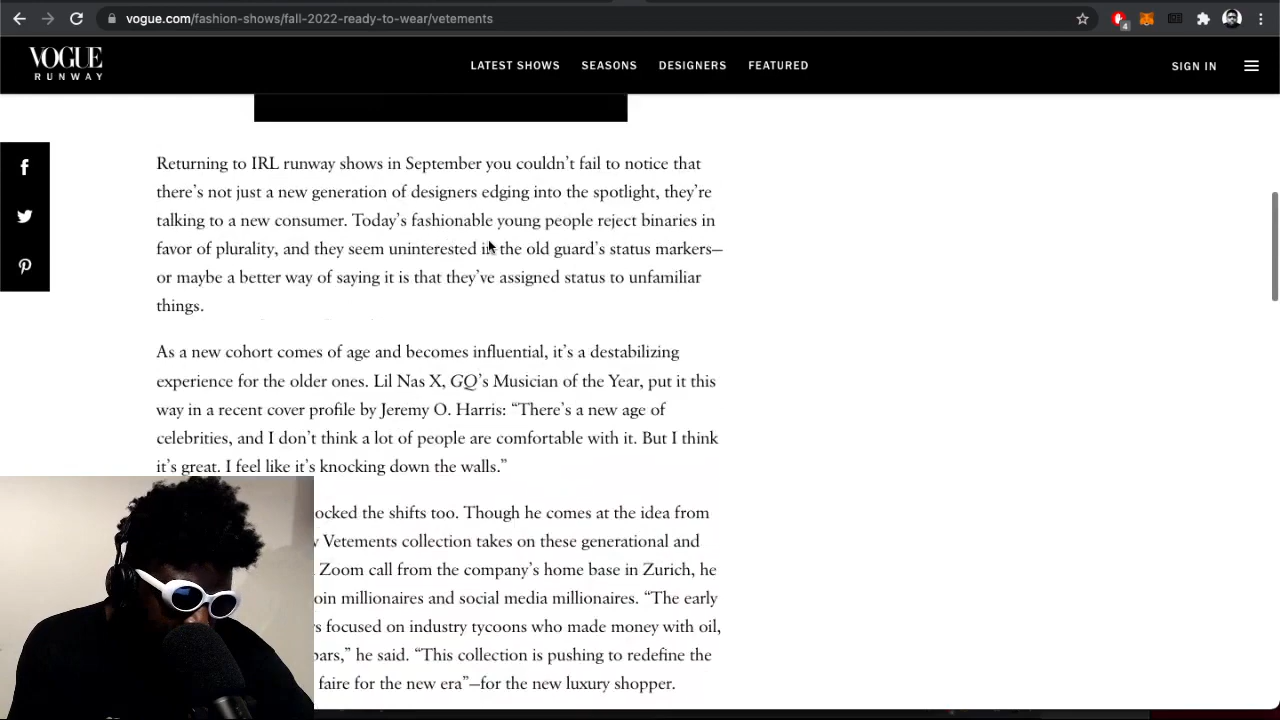 vogue.com/fashion-shows/fall-2022-ready-to-wear/vetements
4
VOGUE
RUNWAY
LATEST SHOWS
SEASONS
DESIGNERS
FEATURED
SIGN IN
Returning to IRL runway shows in September you couldn't fail to notice that
there's not just a new generation of designers edging into the spotlight, they're
talking to a new consumer. Today's fashionable young people reject binaries in
favor of plurality, and they seem uninterested in the old guard's status markers—
or maybe a better way of saying it is that they've assigned status to unfamiliar
things.
As a new cohort comes of age and becomes influential, it's a destabilizing
experience for the older ones. Lil Nas X, GQ's Musician of the Year, put it this
way in a recent cover profile by Jeremy O. Harris: “There's a new age of
celebrities, and I don't think a lot of people are comfortable with it. But I think
it's great. I feel like it's knocking down the walls.”
ocked the shifts too. Though he comes at the idea from
Vetements collection takes on these generational and
Zoom call from the company's home base in Zurich, he
oin millionaires and social media millionaires. “The early
s focused on industry tycoons who made money with oil,
bars,” he said. “This collection is pushing to redefine the
faire for the new era”—for the new luxury shopper.